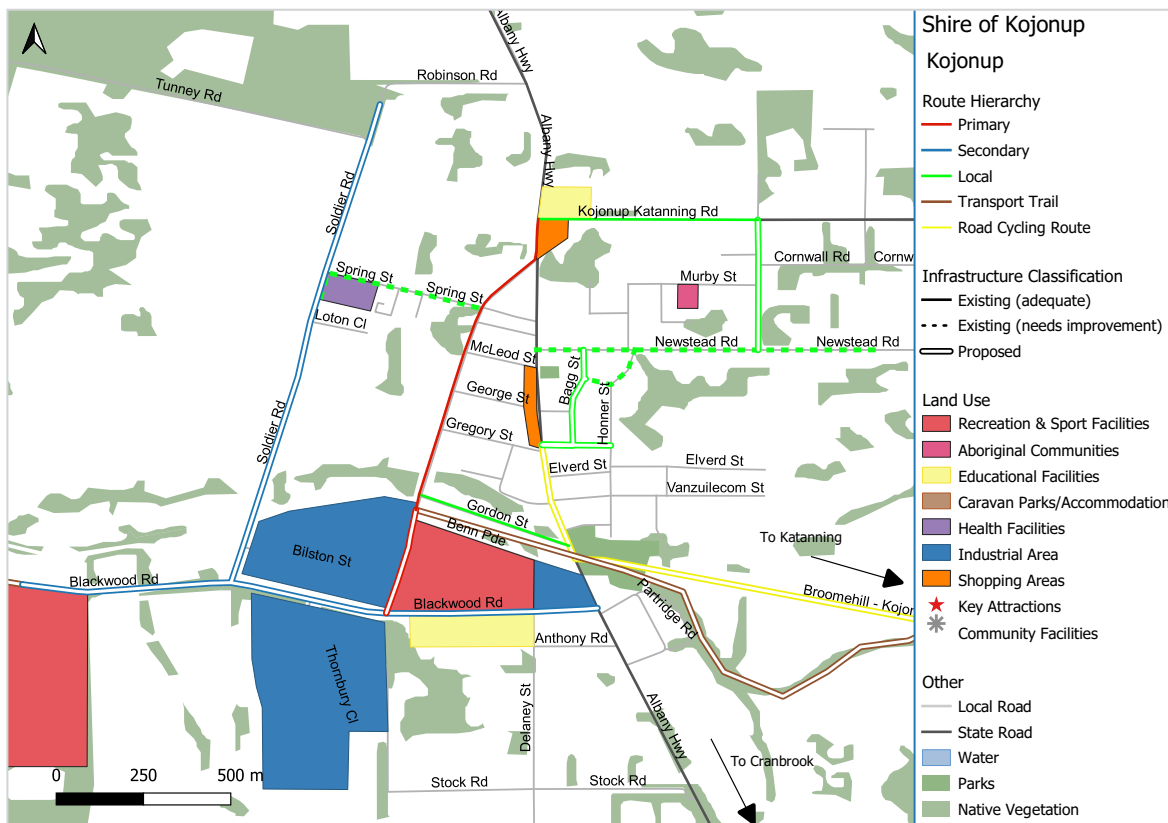 Shire of Kojonup
Kojonup
Route Hierarchy
Primary
Secondary
Local
Transport Trail
Road Cycling Route
Infrastructure Classification
Existing (adequate)
Existing (needs improvement)
Proposed
Land Use
Recreation & Sport Facilities
Aboriginal Communities
Educational Facilities
Caravan Parks/Accommodation
Health Facilities
Industrial Area
Shopping Areas
Key Attractions
Community Facilities
Other
Local Road
State Road
Water
Parks
Native Vegetation
Albany Hwy
Robinson Rd
Tunney Rd
Albany Hwy
Soldier Rd
Kojonup Katanning Rd
Cornwall Rd
Cornw
Spring St
Spring St
Murby St
Loton Cl
McLeod St
Newstead Rd
Newstead Rd
Bagg St
George St
Honner St
Soldier Rd
Gregory St
Elverd St
Elverd St
Vanzuilecom St
Gordon St
Benn Pde
To Katanning
Bilston St
Blackwood Rd
Blackwood Rd
Partridge Rd
Broomehill - Kojon
Anthony Rd
Thornbury Cl
Delaney St
Albany Hwy
To Cranbrook
Stock Rd
Stock Rd
0 250 500 m